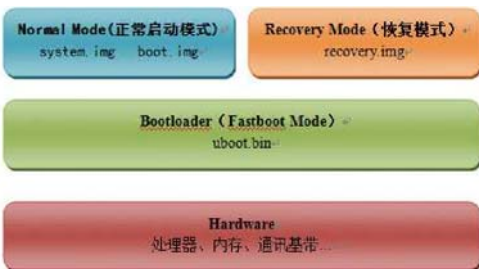 Normal Mode(正常启动模式)
system.img boot.img
Recovery Mode（恢复模式）
recovery.img
Bootloader（Fastboot Mode）
uboot.bin
Hardware
处理器、内存、通讯基带...